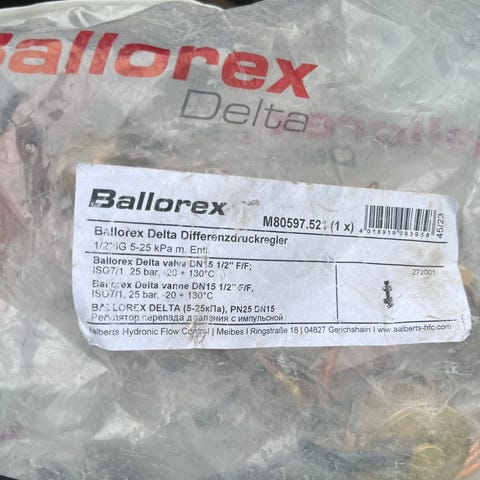 Ballorex
Delta
Ballorex
M80597.521 (1 x)
4018919093958
45/23
Ballorex Delta Differenzdruckregler
1/2" IG 5-25 kPa m. Entl.
Ballorex Delta valve DN15 1/2" F/F;
ISO7/1, 25 bar, -20 + 130°C
272001
Ballorex Delta vanne DN15 1/2" F/F,
ISO7/1, 25 bar, -20 + 130°C
BALLOREX DELTA (5-25кПа), PN25 DN15
Регулятор перепада давления с импульсной
Aalberts Hydronic Flow Control | Meibes I Ringstraße 18 | 04827 Gerichshain I www.aalberts-hfc.com